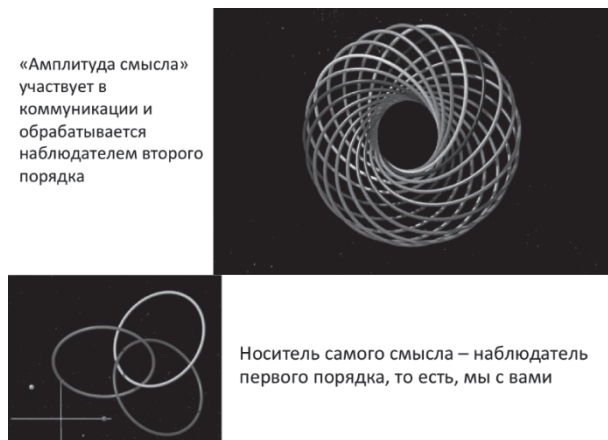 «Амплитуда смысла»
участвует в
коммуникации и
обрабатывается
наблюдателем второго
порядка
Носитель самого смысла – наблюдатель
первого порядка, то есть, мы с вами